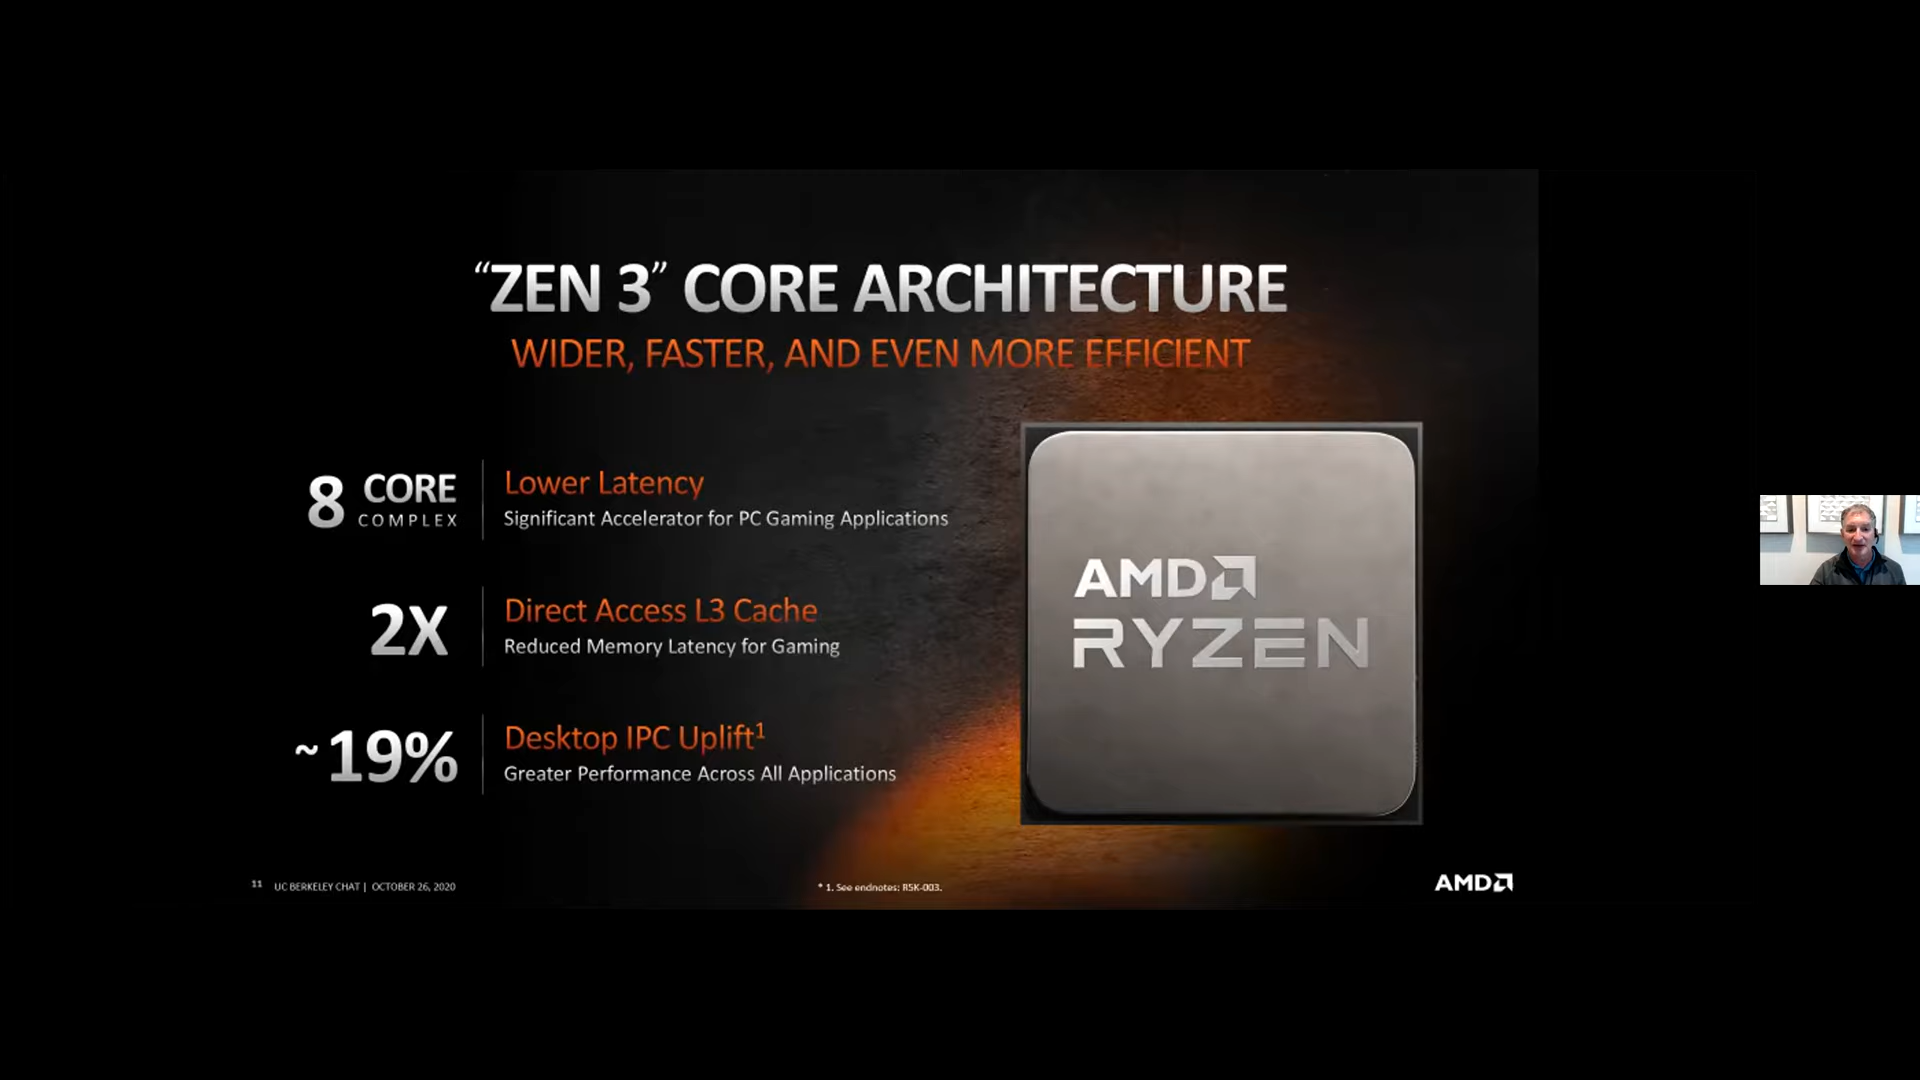 “ZEN 3” CORE ARCHITECTURE
WIDER, FASTER, AND EVEN MORE EFFICIENT
8 CORE COMPLEX
Lower Latency
Significant Accelerator for PC Gaming Applications
2X
Direct Access L3 Cache
Reduced Memory Latency for Gaming
~19%
Desktop IPC Uplift¹
Greater Performance Across All Applications
AMD
RYZEN
11 UC BERKELEY CHAT | OCTOBER 26, 2020
* 1. See endnotes: R5K-003.
AMD